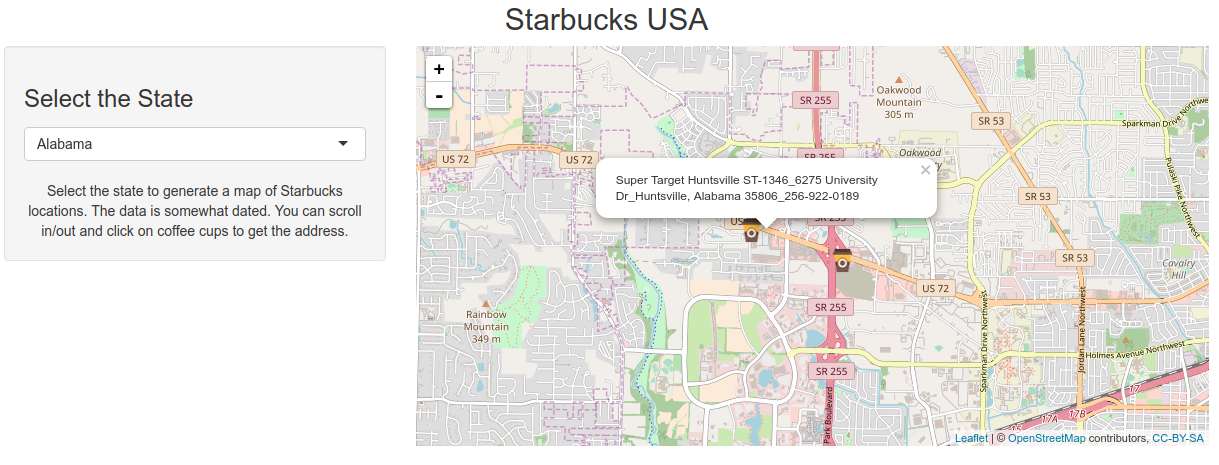 Starbucks USA
Select the State
Alabama
Select the state to generate a map of Starbucks
locations. The data is somewhat dated. You can scroll
in/out and click on coffee cups to get the address.
+
-
SR 255
Oakwood
Mountain
305 m
SR 53
Sparkman Drive Northwest
Pulaski Pike Northwest
US 72
US 72
SR 255
Oakwood
Super Target Huntsville ST-1346_6275 University
Dr_Huntsville, Alabama 35806_256-922-0189
×
SR 53
US
SR 255
SR 53
Cavalry
Hill
US 72
Rainbow
Mountain
349 m
SR 255
Sparkman Drive Northwest
Jordan Lane Northwest
Holmes Avenue Northwest
SR 255
Park Boulevard
17
17B
17A
15
Leaflet | © OpenStreetMap contributors, CC-BY-SA